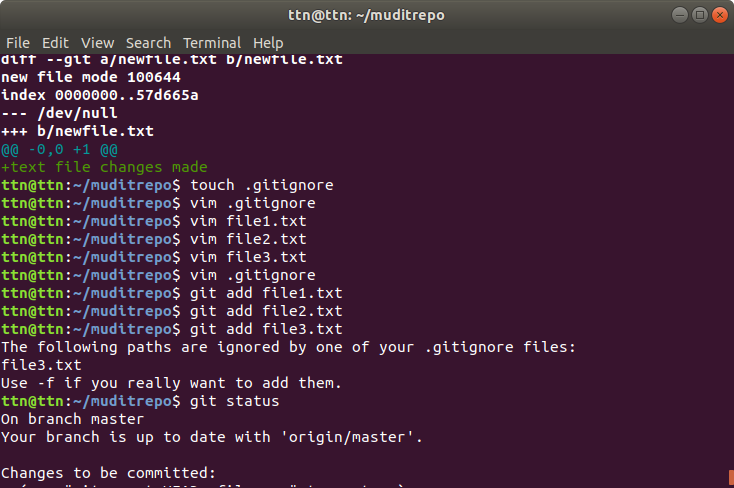 ttn@ttn: ~/muditrepo
File Edit View Search Terminal Help
diff --git a/newfile.txt b/newfile.txt
new file mode 100644
index 0000000..57d665a
--- /dev/null
+++ b/newfile.txt
@@ -0,0 +1 @@
+text file changes made
ttn@ttn:~/muditrepo$ touch .gitignore
ttn@ttn:~/muditrepo$ vim .gitignore
ttn@ttn:~/muditrepo$ vim file1.txt
ttn@ttn:~/muditrepo$ vim file2.txt
ttn@ttn:~/muditrepo$ vim file3.txt
ttn@ttn:~/muditrepo$ vim .gitignore
ttn@ttn:~/muditrepo$ git add file1.txt
ttn@ttn:~/muditrepo$ git add file2.txt
ttn@ttn:~/muditrepo$ git add file3.txt
The following paths are ignored by one of your .gitignore files:
file3.txt
Use -f if you really want to add them.
ttn@ttn:~/muditrepo$ git status
On branch master
Your branch is up to date with 'origin/master'.
Changes to be committed: